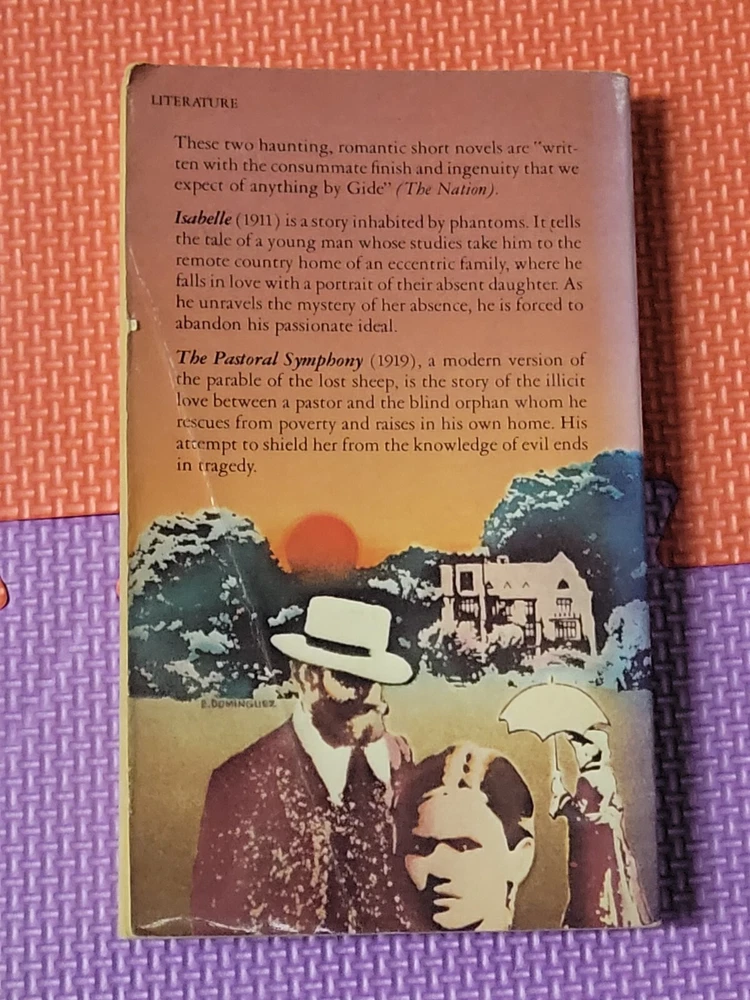 LITERATURE
These two haunting, romantic short novels are "writ-
ten with the consummate finish and ingenuity that we
expect of anything by Gide" (The Nation).
Isabelle (1911) is a story inhabited by phantoms. It tells
the tale of a young man whose studies take him to the
remote country home of an eccentric family, where he
falls in love with a portrait of their absent daughter. As
he unravels the mystery of her absence, he is forced to
abandon his passionate ideal.
The Pastoral Symphony (1919), a modern version of
the parable of the lost sheep, is the story of the illicit
love between a pastor and the blind orphan whom he
rescues from poverty and raises in his own home. His
attempt to shield her from the knowledge of evil ends
in tragedy.
E. DOMINGUEZ